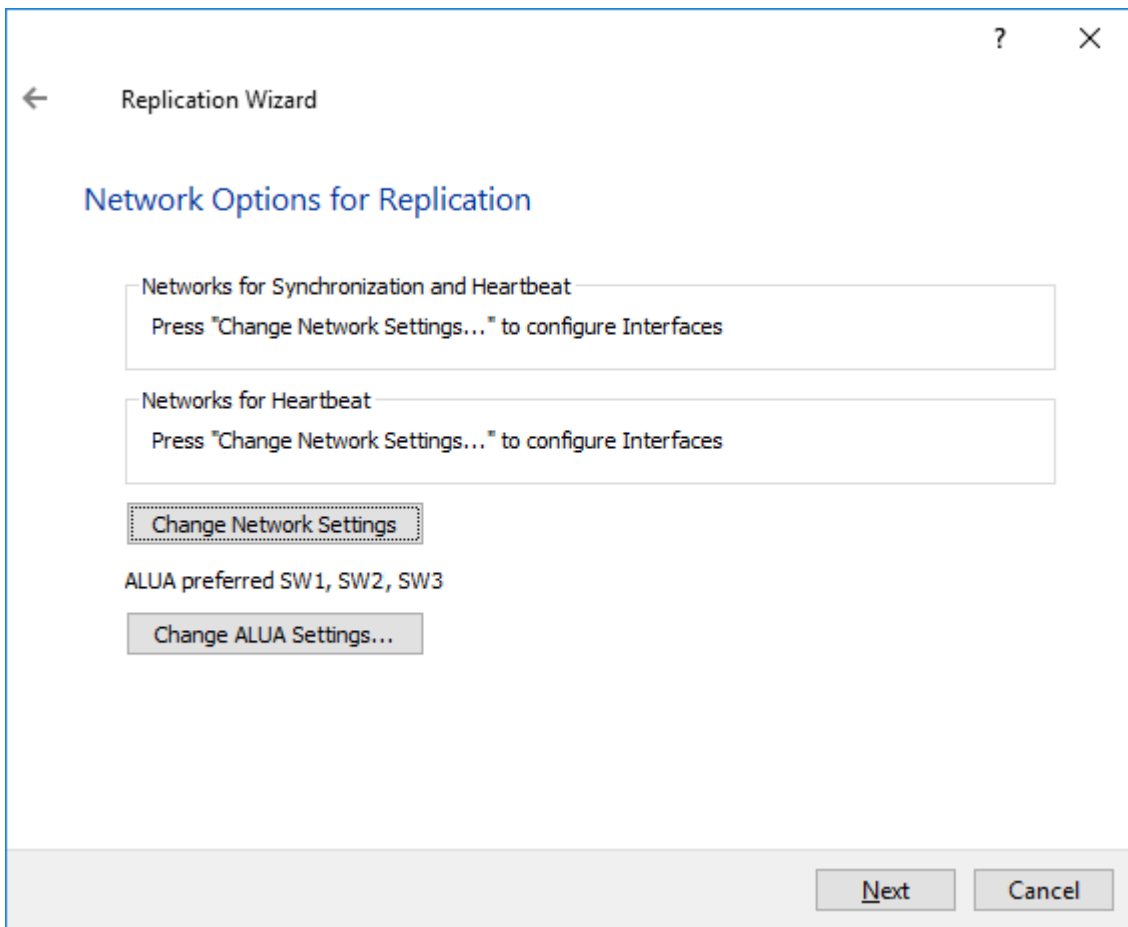 ?
Replication Wizard
Network Options for Replication
Networks for Synchronization and Heartbeat
Press "Change Network Settings..." to configure Interfaces
Networks for Heartbeat
Press "Change Network Settings..." to configure Interfaces
Change Network Settings
ALUA preferred SW1, SW2, SW3
Change ALUA Settings...
Next
Cancel